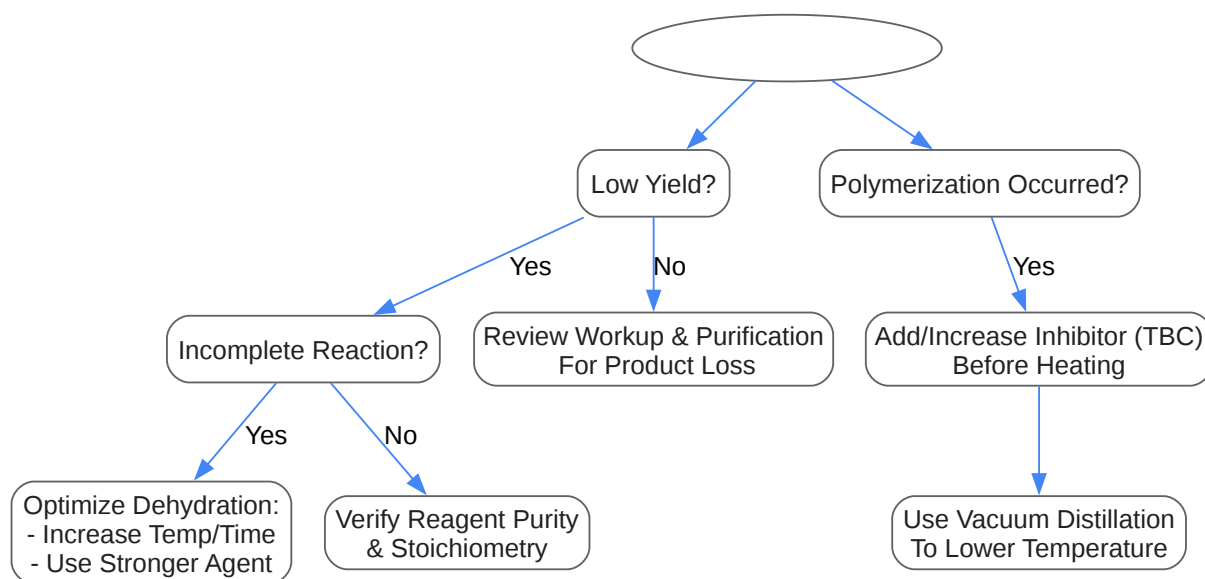 Low Yield?
Polymerization Occurred?
Yes
No
Yes
Incomplete Reaction?
Review Workup & Purification
For Product Loss
Add/Increase Inhibitor (TBC)
Before Heating
Yes
No
Optimize Dehydration:
- Increase Temp/Time
- Use Stronger Agent
Verify Reagent Purity
& Stoichiometry
Use Vacuum Distillation
To Lower Temperature